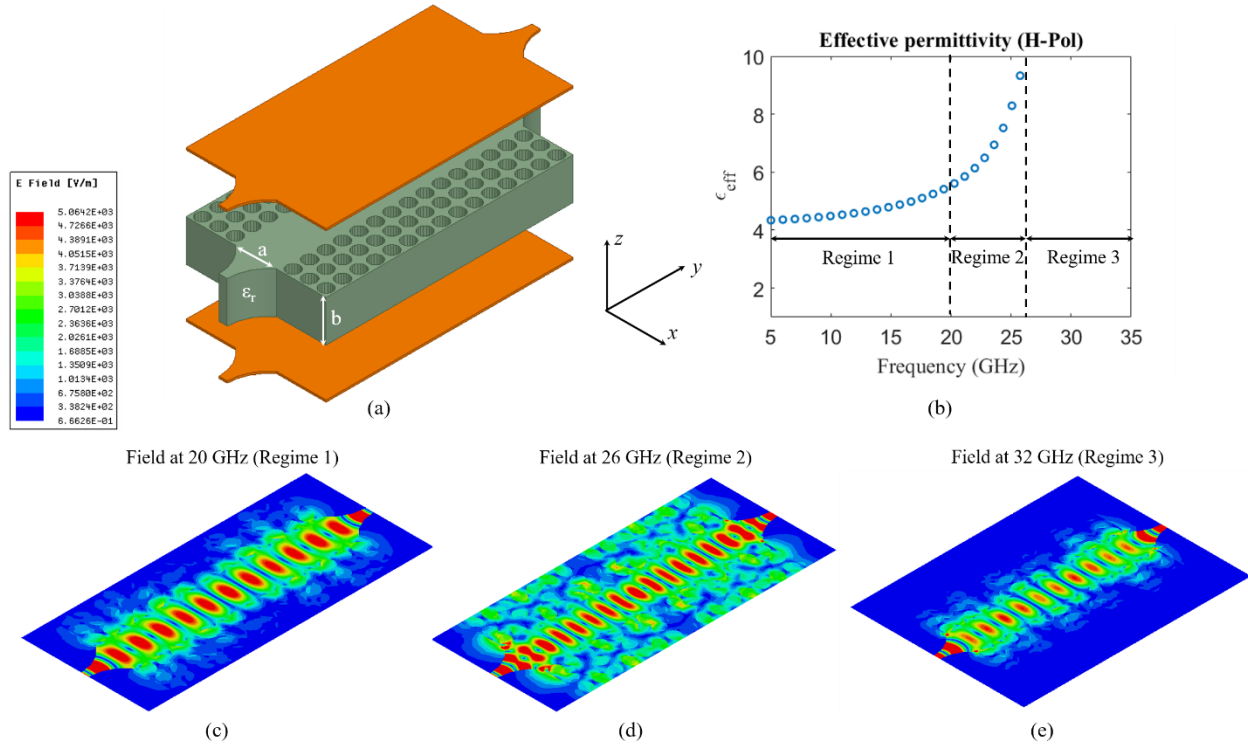 a
εr
b
z
y
x
(a)
Effective permittivity (H-Pol)
10
8
6
4
2
ϵeff
Regime 1
Regime 2
Regime 3
5
10
15
20
25
30
35
Frequency (GHz)
(b)
E Field [V/m]
5.0642E+03
4.7266E+03
4.3891E+03
4.0515E+03
3.7139E+03
3.3764E+03
3.0388E+03
2.7012E+03
2.3636E+03
2.0261E+03
1.6885E+03
1.3509E+03
1.0134E+03
6.7580E+02
3.3824E+02
6.6626E-01
Field at 20 GHz (Regime 1)
Field at 26 GHz (Regime 2)
Field at 32 GHz (Regime 3)
(c)
(d)
(e)